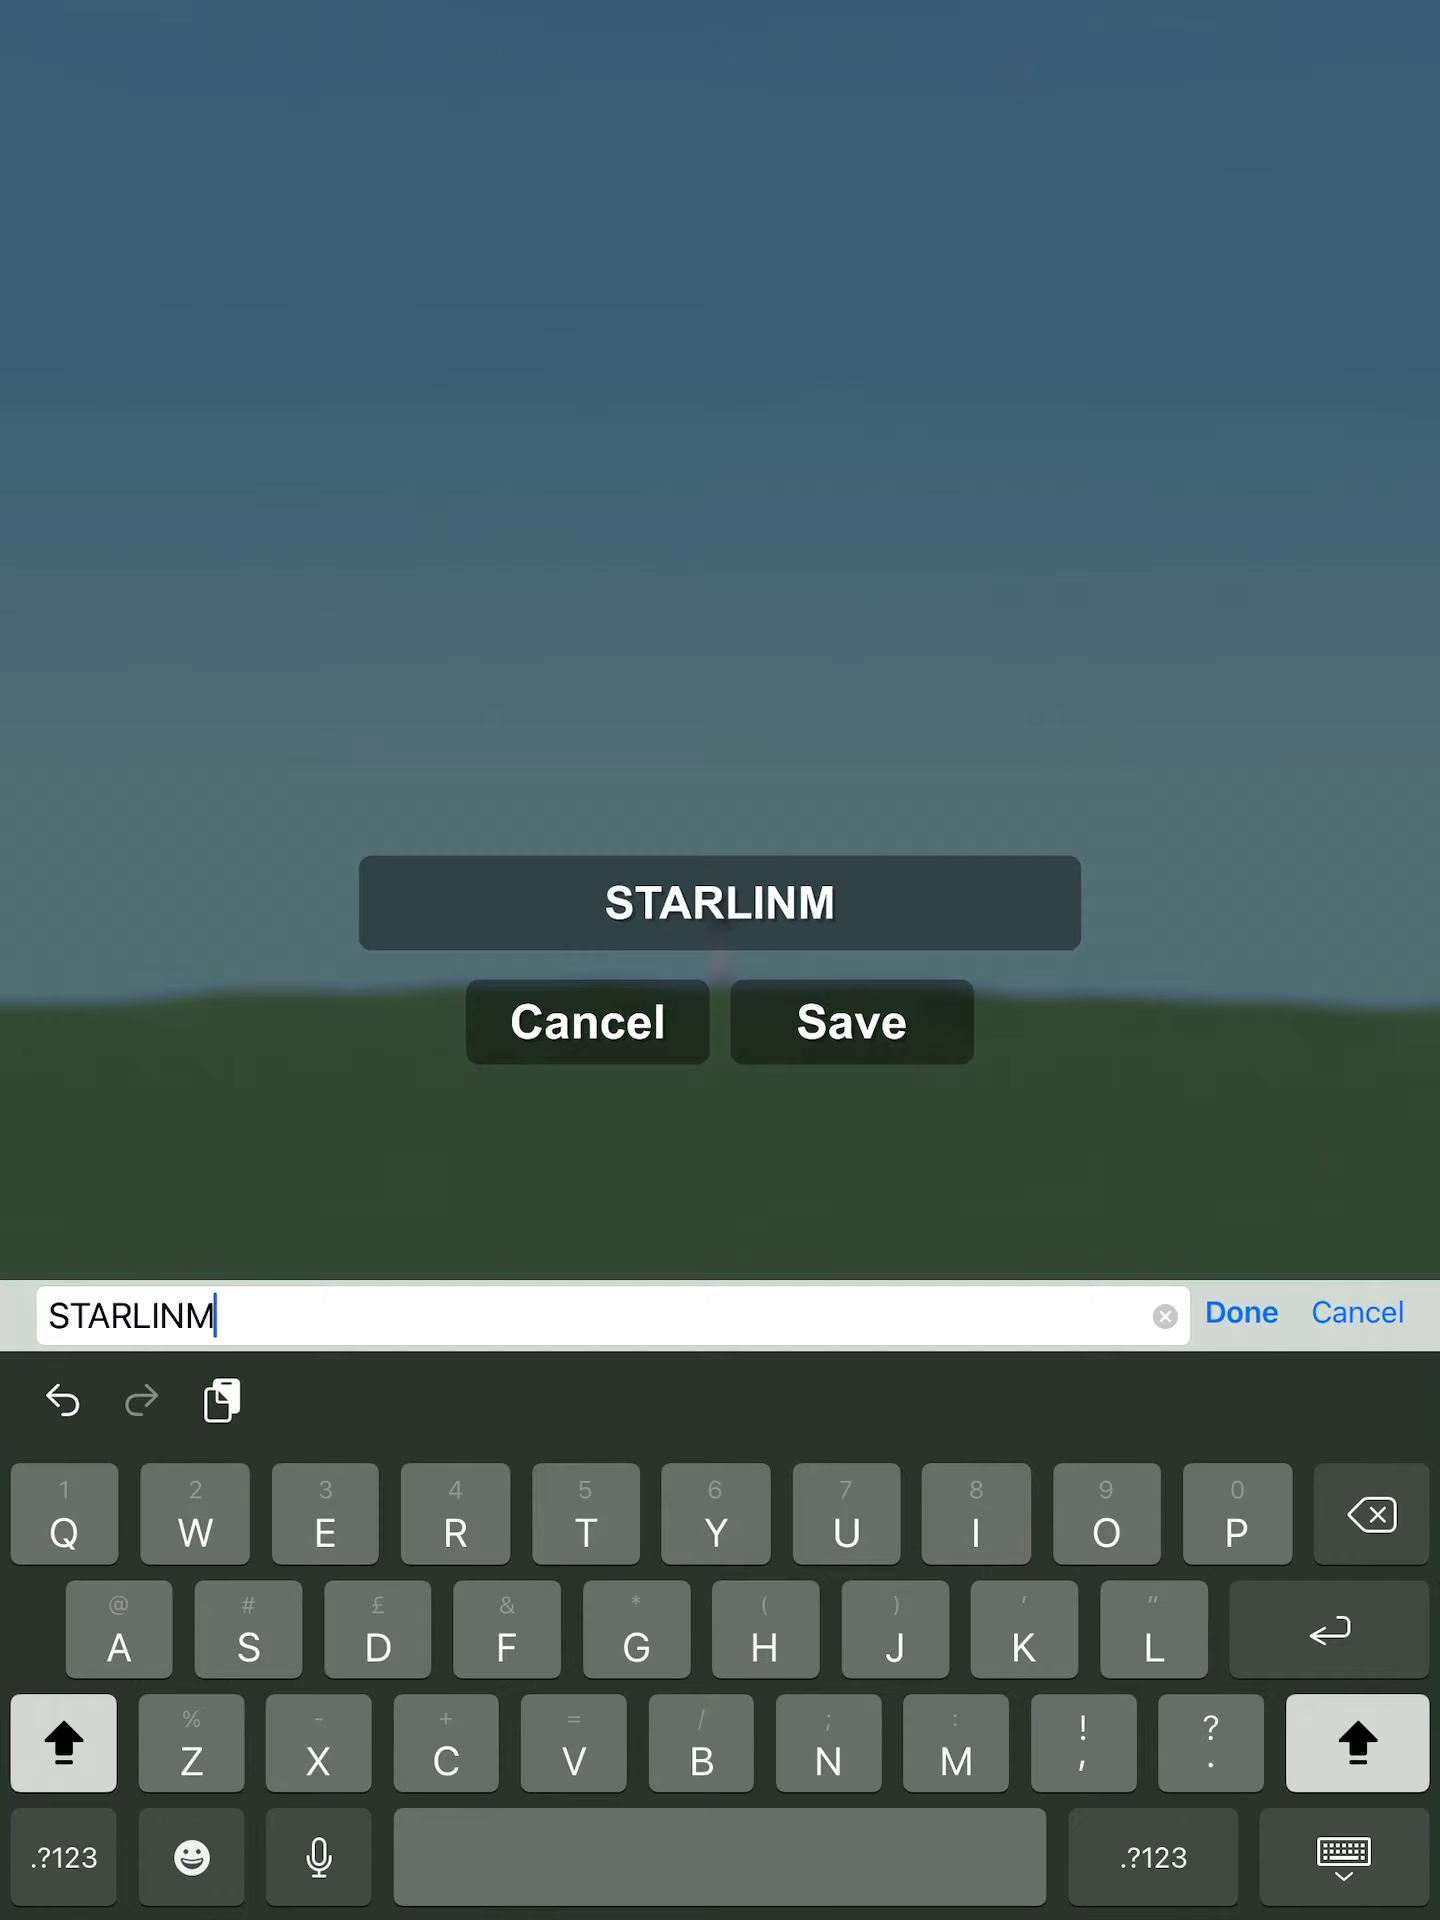 STARLINM
Cancel Save
STARLINM Done Cancel
1 2 3 4 5 6 7 8 9 0
Q W E R T Y U I O P
@ # £ & * ( ) ' "
A S D F G H J K L
% - + = / ; : ! ?
Z X C V B N M , .
.?123 .?123